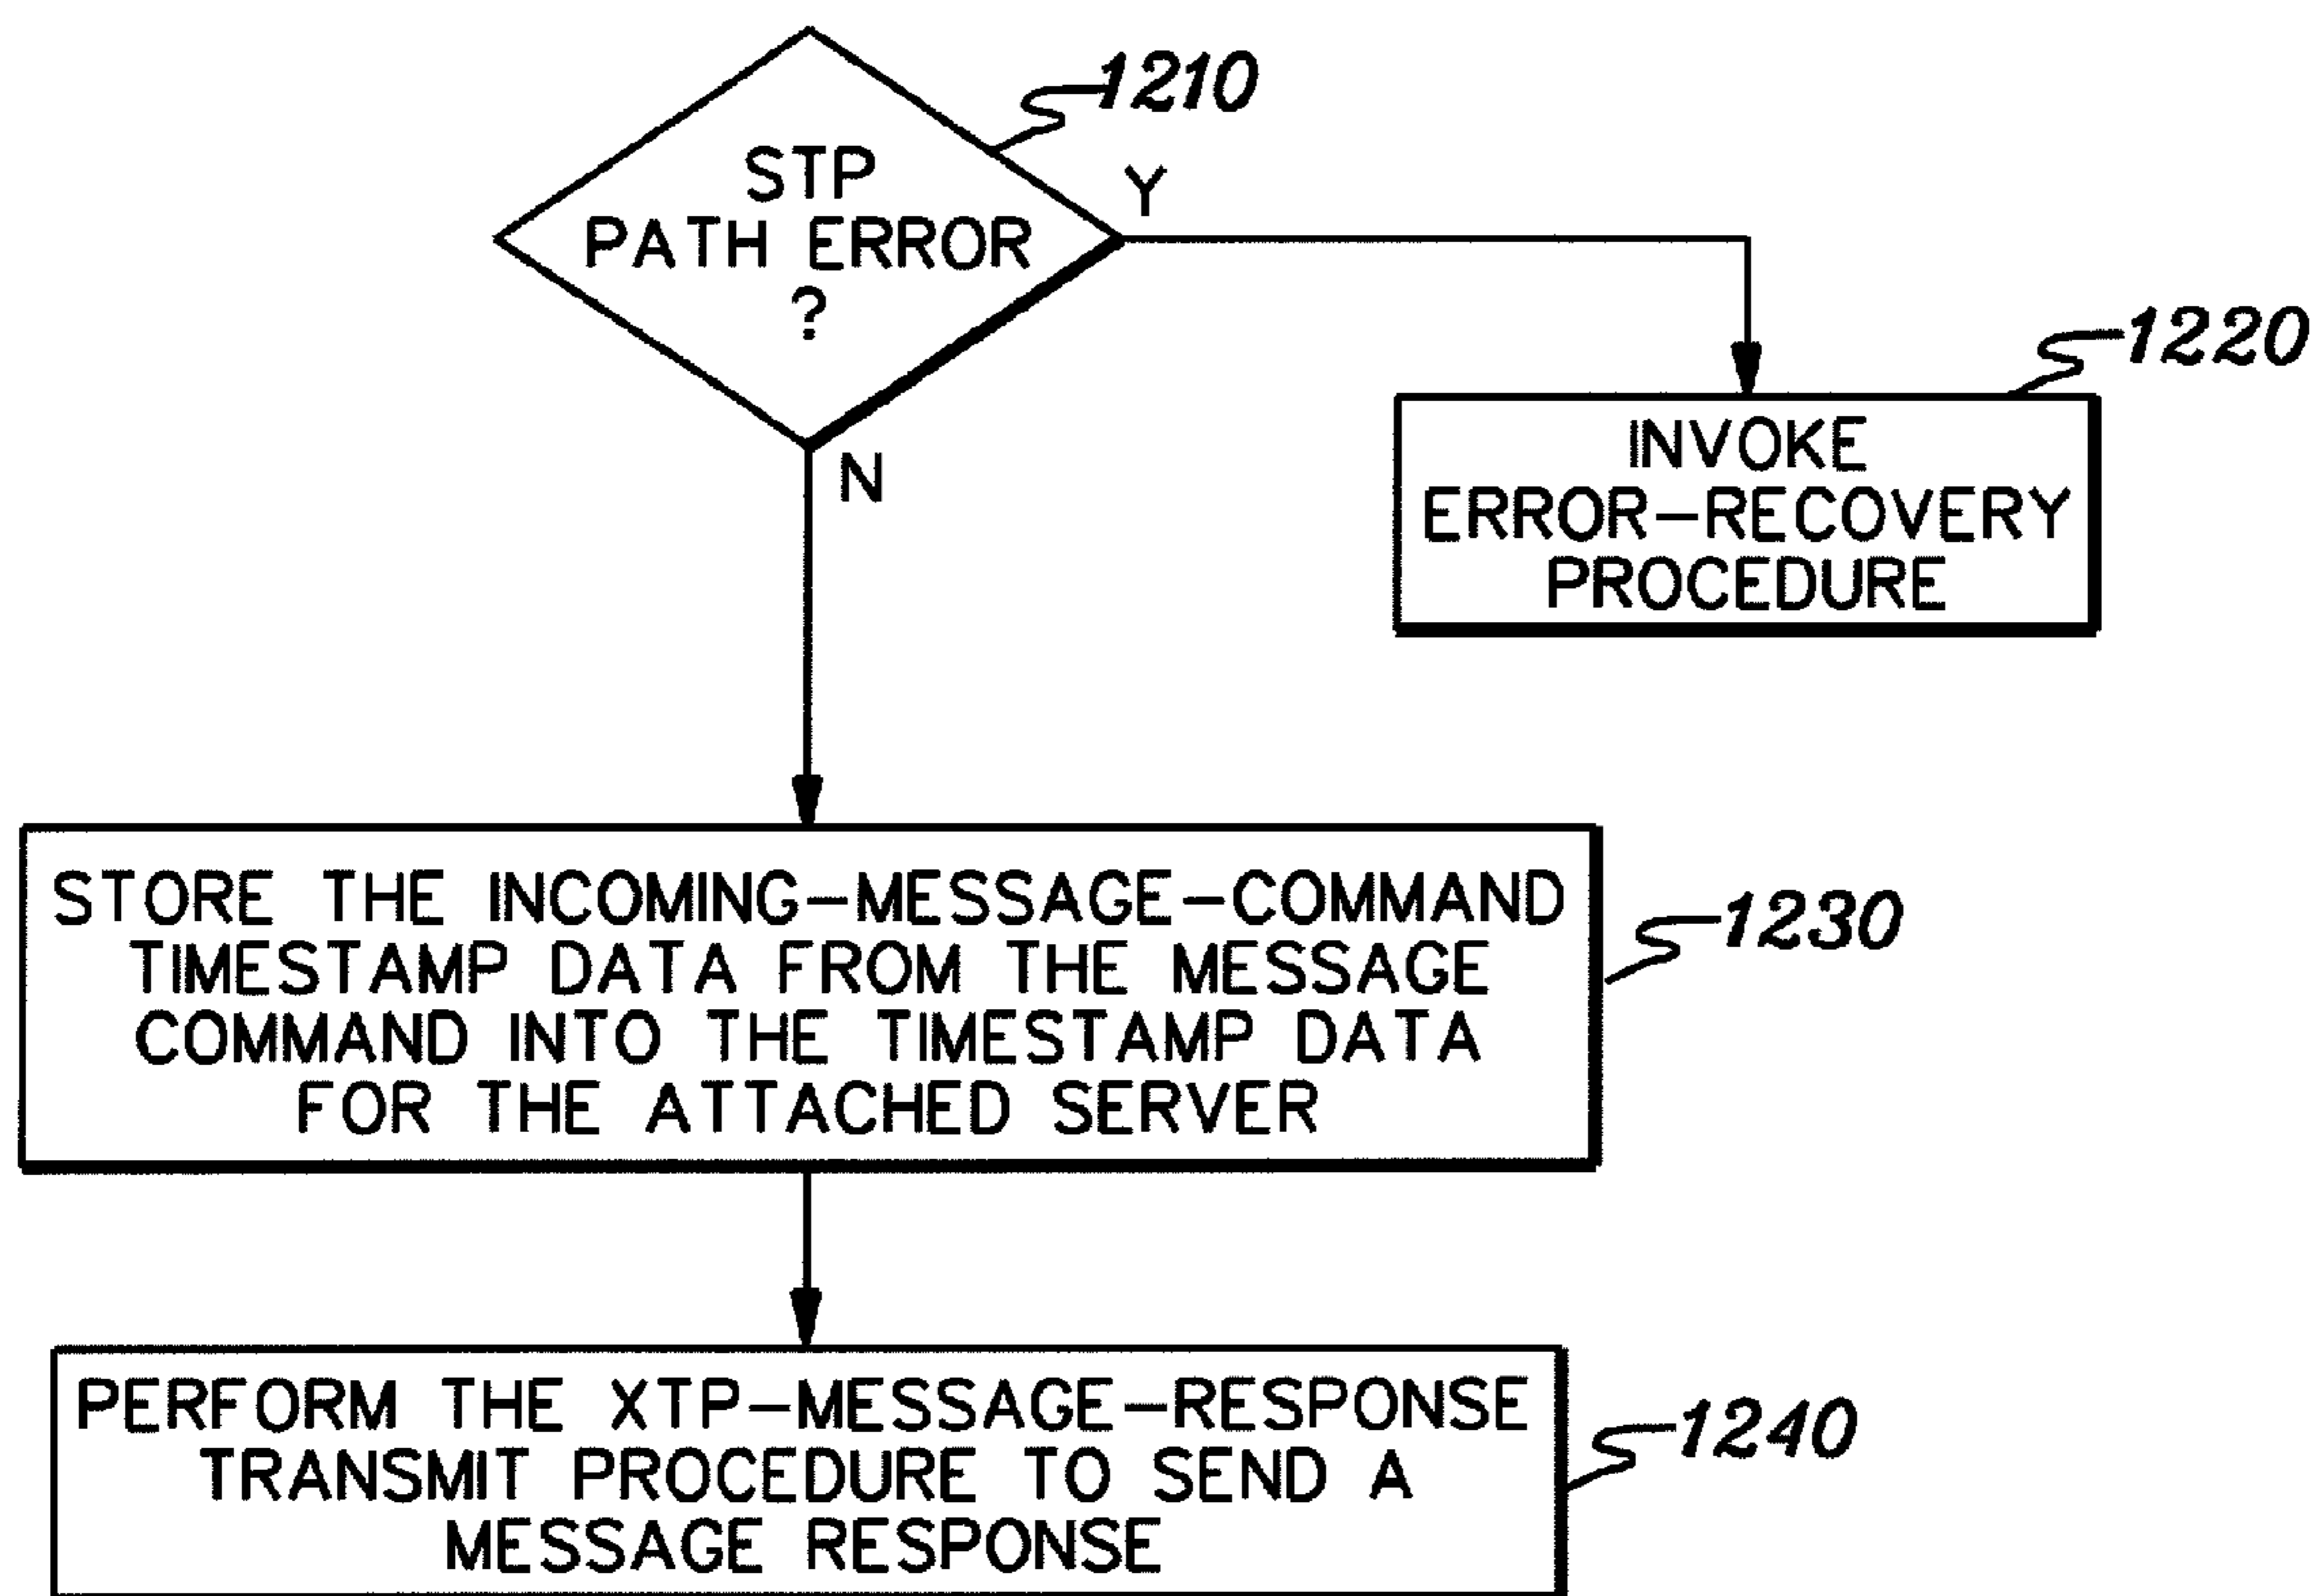 1210
STP
PATH ERROR
?
Y
N
1220
INVOKE
ERROR-RECOVERY
PROCEDURE
STORE THE INCOMING-MESSAGE-COMMAND
TIMESTAMP DATA FROM THE MESSAGE
COMMAND INTO THE TIMESTAMP DATA
FOR THE ATTACHED SERVER
1230
PERFORM THE XTP-MESSAGE-RESPONSE
TRANSMIT PROCEDURE TO SEND A
MESSAGE RESPONSE
1240